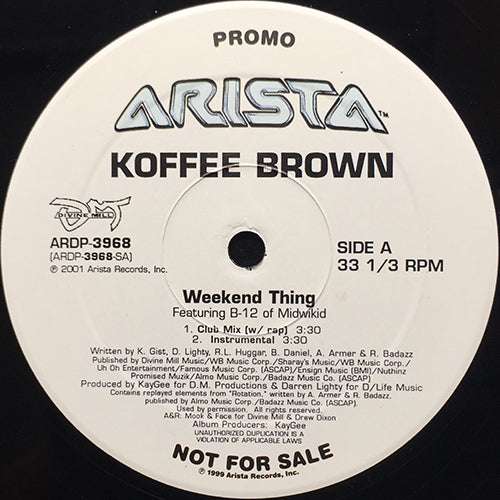 PROMO
ARISTA™
KOFFEE BROWN
DIVINE MILL
ARDP-3968
(ARDP-3968-SA)
℗ 2001 Arista Records, Inc.
SIDE A
33 1/3 RPM
Weekend Thing
Featuring B-12 of Midwikid
1. Club Mix (w/ rap) 3:30
2. Instrumental 3:30
Written by K. Gist, D. Lighty, R.L. Huggar, B. Daniel, A. Armer & R. Badazz
Published by Divine Mill Music/WB Music Corp./Sharay's Music/WB Music Corp./
Uh Oh Entertainment/Famous Music Corp. (ASCAP)/Ensign Music (BMI)/Nuthinz
Promised Muzik/Almo Music Corp./Badazz Music Co. (ASCAP)
Produced by KayGee for D.M. Productions & Darren Lighty for D/Life Music
Contains replayed elements from "Rotation," written by A. Armer & R. Badazz,
published by Almo Music Corp./Badazz Music Co. (ASCAP).
Used by permission. All rights reserved.
A&R: Mook & Face for Divine Mill & Drew Dixon
Album Producers: KayGee
UNAUTHORIZED DUPLICATION IS A
VIOLATION OF APPLICABLE LAWS
NOT FOR SALE
℗ 1999 Arista Records, Inc.